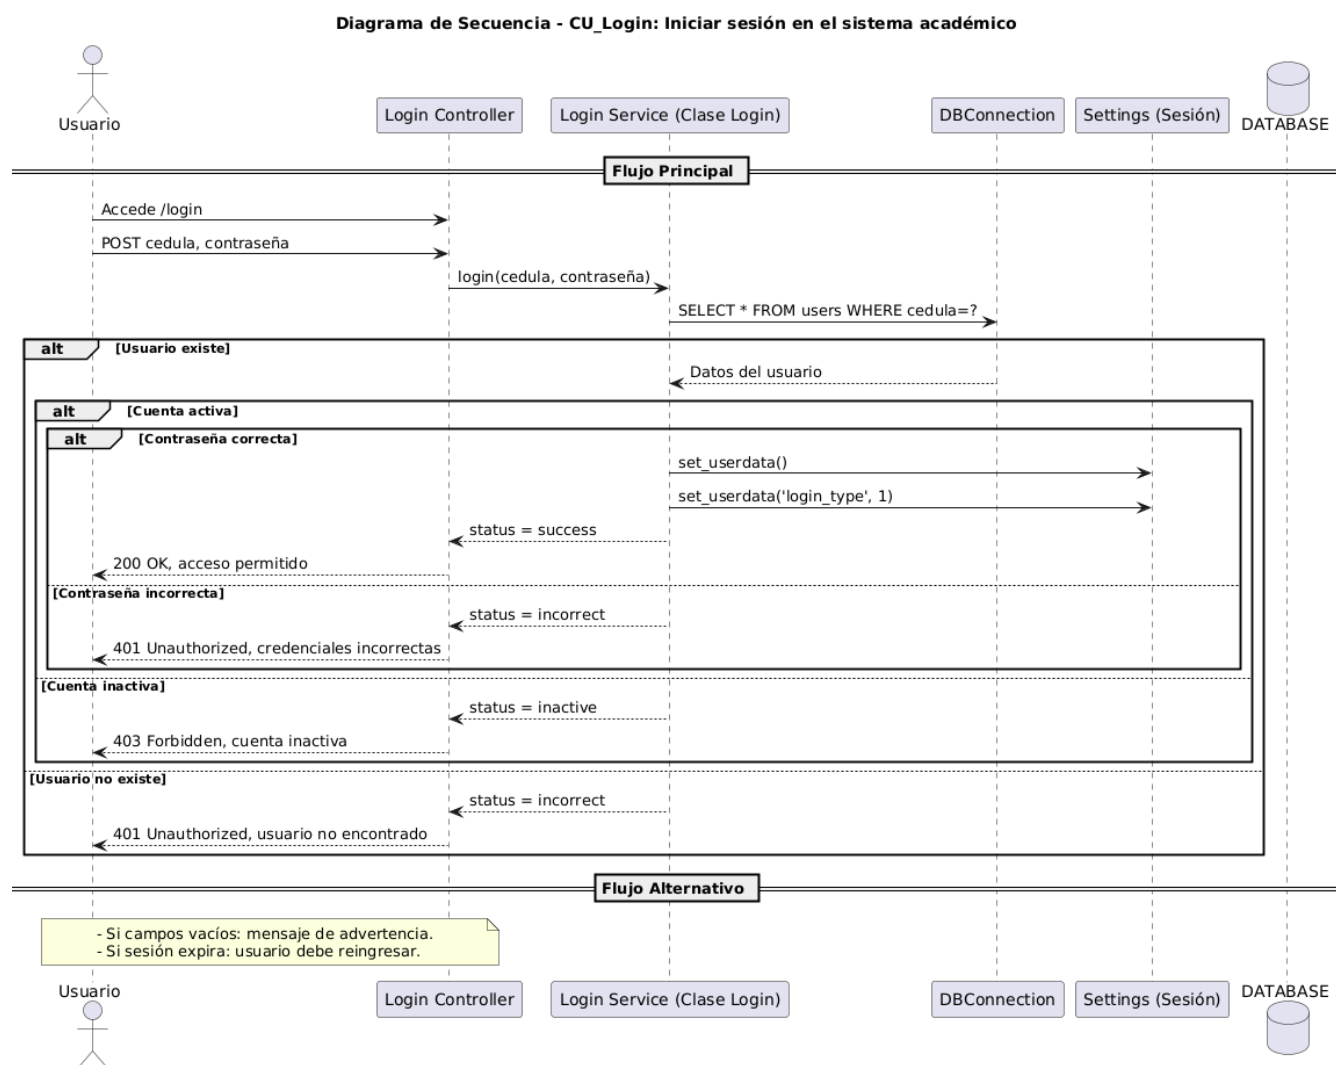 Diagrama de Secuencia - CU_Login: Iniciar sesión en el sistema académico
Usuario
Login Controller
Login Service (Clase Login)
DBConnection
Settings (Sesión)
DATABASE
Flujo Principal
Accede /login
POST cedula, contraseña
login(cedula, contraseña)
SELECT * FROM users WHERE cedula=?
alt [Usuario existe]
Datos del usuario
alt [Cuenta activa]
alt [Contraseña correcta]
set_userdata()
set_userdata('login_type', 1)
status = success
200 OK, acceso permitido
[Contraseña incorrecta]
status = incorrect
401 Unauthorized, credenciales incorrectas
[Cuenta inactiva]
status = inactive
403 Forbidden, cuenta inactiva
[Usuario no existe]
status = incorrect
401 Unauthorized, usuario no encontrado
Flujo Alternativo
- Si campos vacíos: mensaje de advertencia.
- Si sesión expira: usuario debe reingresar.
Usuario
Login Controller
Login Service (Clase Login)
DBConnection
Settings (Sesión)
DATABASE